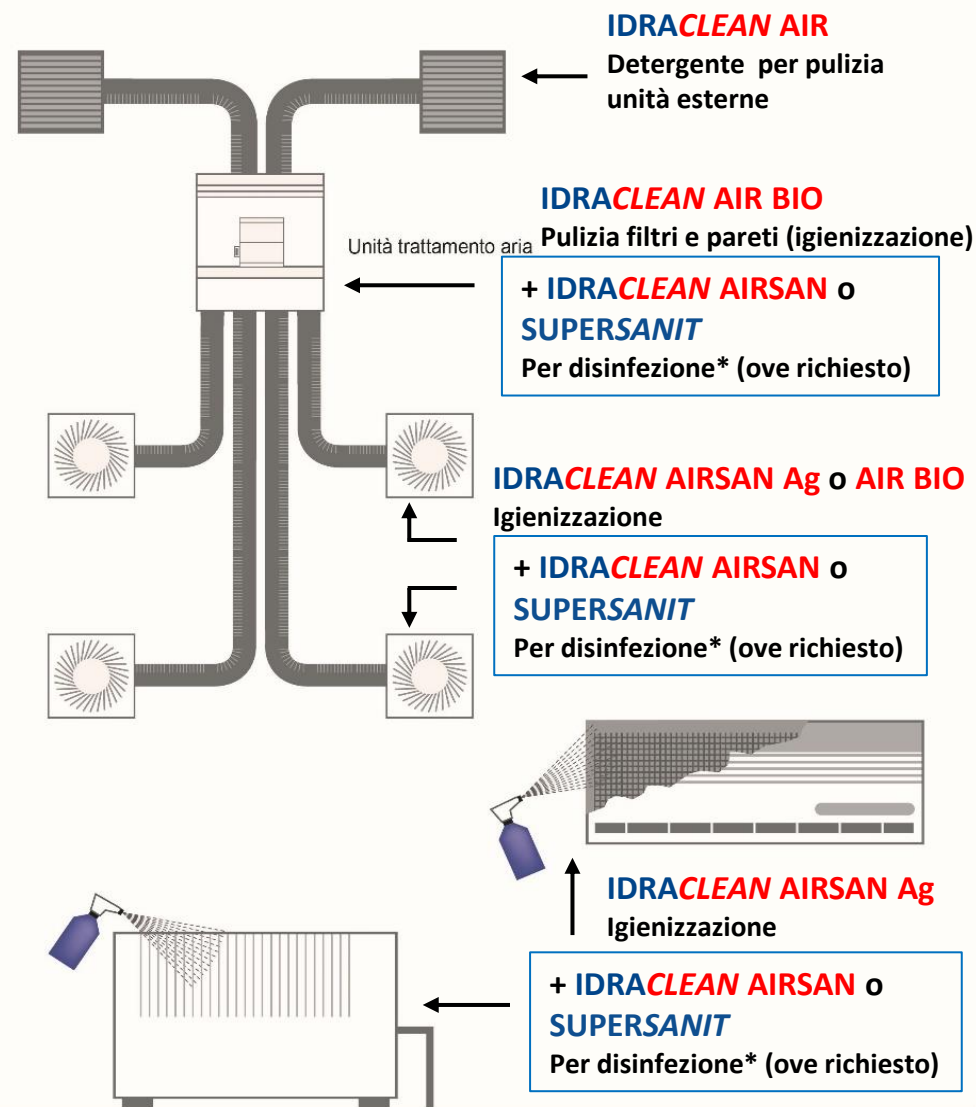 IDRACLEAN AIR
Detergente per pulizia
unità esterne
IDRACLEAN AIR BIO
Pulizia filtri e pareti (igienizzazione)
Unità trattamento aria
+ IDRACLEAN AIRSAN o
SUPERSANIT
Per disinfezione* (ove richiesto)
IDRACLEAN AIRSAN Ag o AIR BIO
Igienizzazione
+ IDRACLEAN AIRSAN o
SUPERSANIT
Per disinfezione* (ove richiesto)
IDRACLEAN AIRSAN Ag
Igienizzazione
+ IDRACLEAN AIRSAN o
SUPERSANIT
Per disinfezione* (ove richiesto)